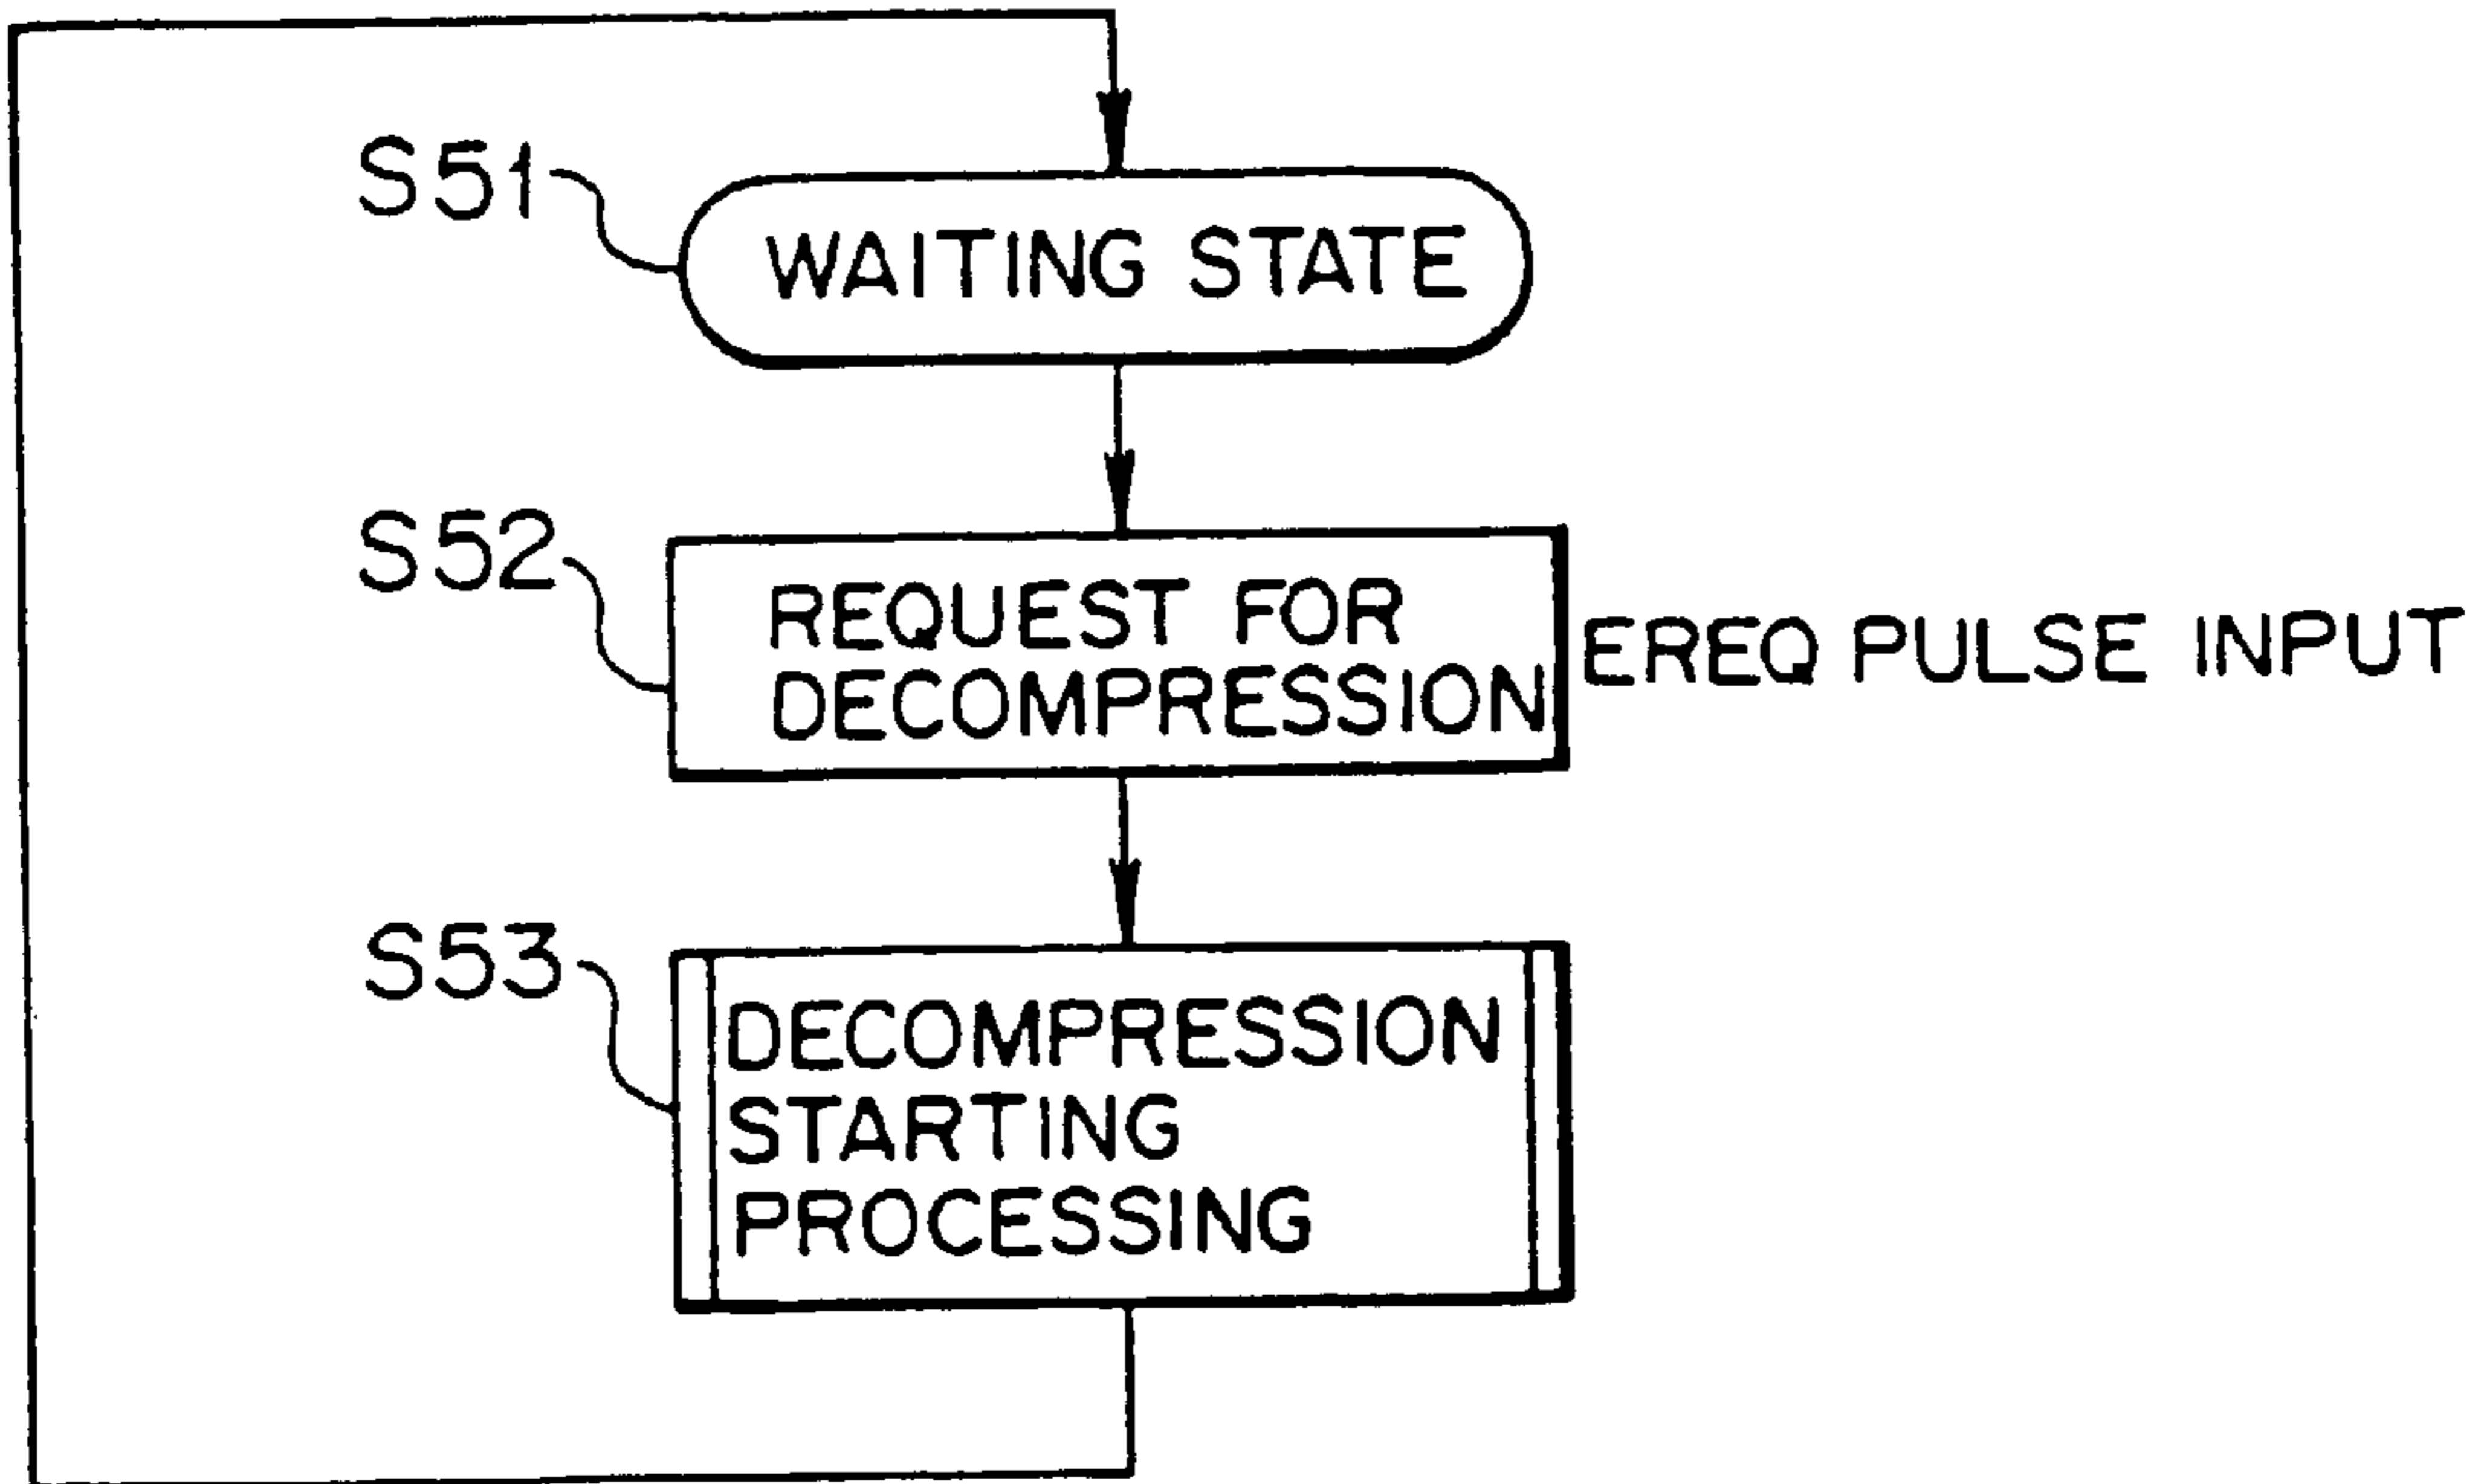 S51
WAITING STATE
S52
REQUEST FOR
DECOMPRESSION
EREQ PULSE INPUT
S53
DECOMPRESSION
STARTING
PROCESSING